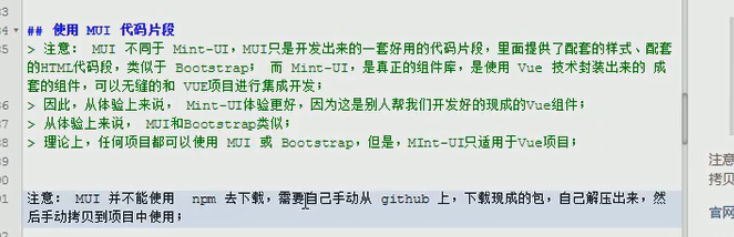 83
84 ## 使用 MUI 代码片段
85 > 注意： MUI 不同于 Mint-UI，MUI只是开发出来的一套好用的代码片段，里面提供了配套的样式、配套
的HTML代码段，类似于 Bootstrap； 而 Mint-UI，是真正的组件库，是使用 Vue 技术封装出来的 成
套的组件，可以无缝的和 VUE项目进行集成开发；
86 > 因此，从体验上来说， Mint-UI体验更好，因为这是别人帮我们开发好的现成的Vue组件；
87 > 从体验上来说， MUI和Bootstrap类似；
88 > 理论上，任何项目都可以使用 MUI 或 Bootstrap，但是，MInt-UI只适用于Vue项目；
89
90
91 注意： MUI 并不能使用  npm 去下载，需要自己手动从 github 上，下载现成的包，自己解压出来，然
后手动拷贝到项目中使用；
92
注意
拷贝
官网